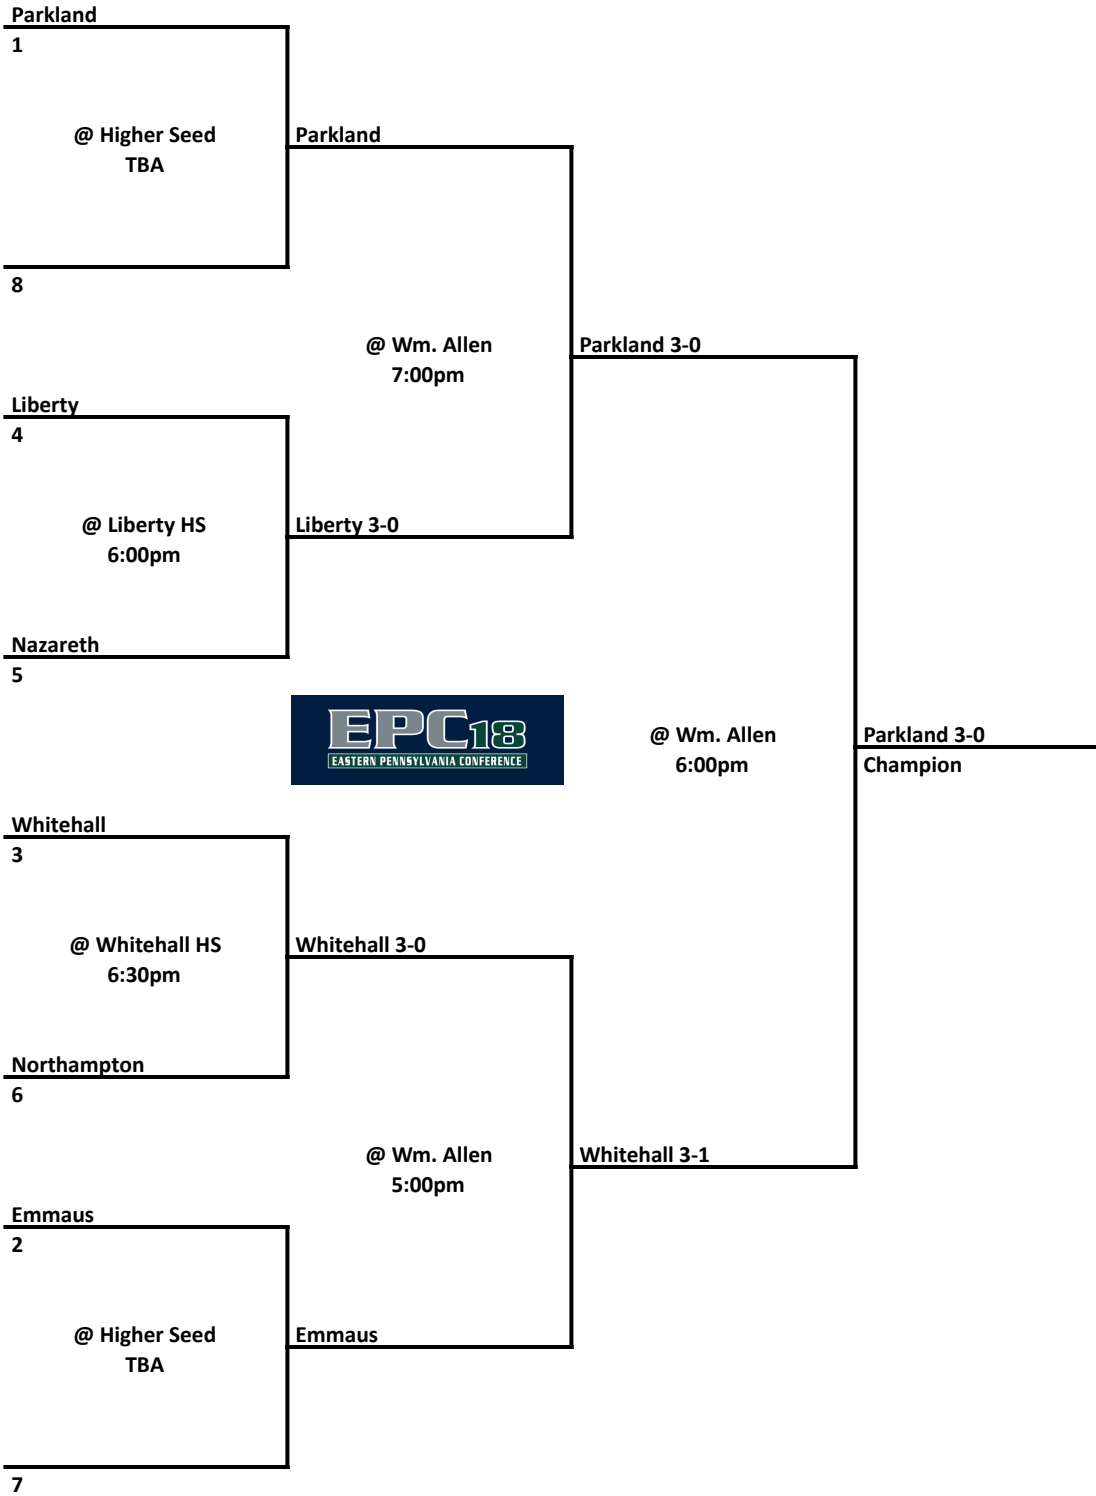 Parkland
1
@ Higher Seed
TBA
Parkland
8
@ Wm. Allen
7:00pm
Parkland 3-0
Liberty
4
@ Liberty HS
6:00pm
Liberty 3-0
Nazareth
5
EPC18
EASTERN PENNSYLVANIA CONFERENCE
@ Wm. Allen
6:00pm
Parkland 3-0
Champion
Whitehall
3
@ Whitehall HS
6:30pm
Whitehall 3-0
Northampton
6
@ Wm. Allen
5:00pm
Whitehall 3-1
Emmaus
2
@ Higher Seed
TBA
Emmaus
7